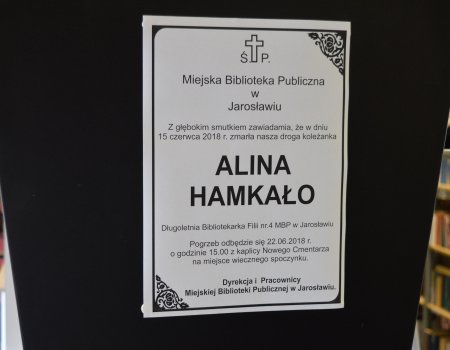 Ś.P.
Miejska Biblioteka Publiczna
w
Jarosławiu
Z głębokim smutkiem zawiadamia, że w dniu
15 czerwca 2018 r. zmarła nasza droga koleżanka
ALINA
HAMKAŁO
Długoletnia Bibliotekarka Filii nr.4 MBP w Jarosławiu
Pogrzeb odbędzie się 22.06.2018 r.
o godzinie 15.00 z kaplicy Nowego Cmentarza
na miejsce wiecznego spoczynku.
Dyrekcja i Pracownicy
Miejskiej Biblioteki Publicznej w Jarosławiu.